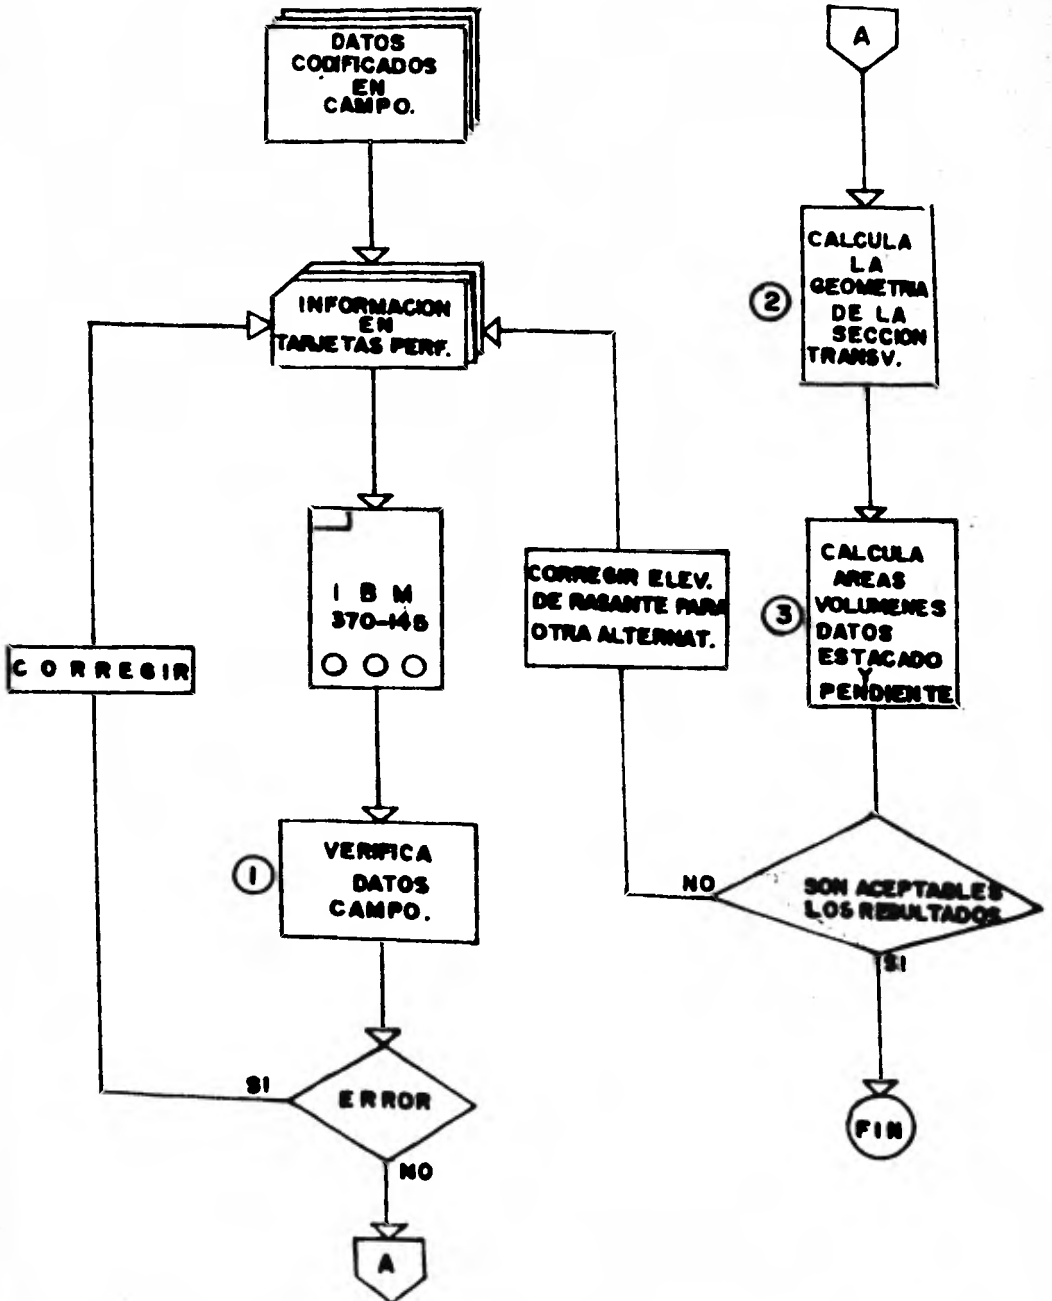 DATOS
CODIFICADOS
EN
CAMPO.
INFORMACION
EN
TARJETAS PERF.
I B M
370-145
CORREGIR
1
VERIFICA
DATOS
CAMPO.
SI
ERROR
NO
A
A
2
CALCULA
LA
GEOMETRIA
DE LA
SECCION
TRANSV.
CORREGIR ELEV.
DE RASANTE PARA
OTRA ALTERNAT.
3
CALCULA
AREAS
VOLUMENES
DATOS
ESTACADO
Y
PENDIENTE
NO
SON ACEPTABLES
LOS RESULTADOS
SI
FIN